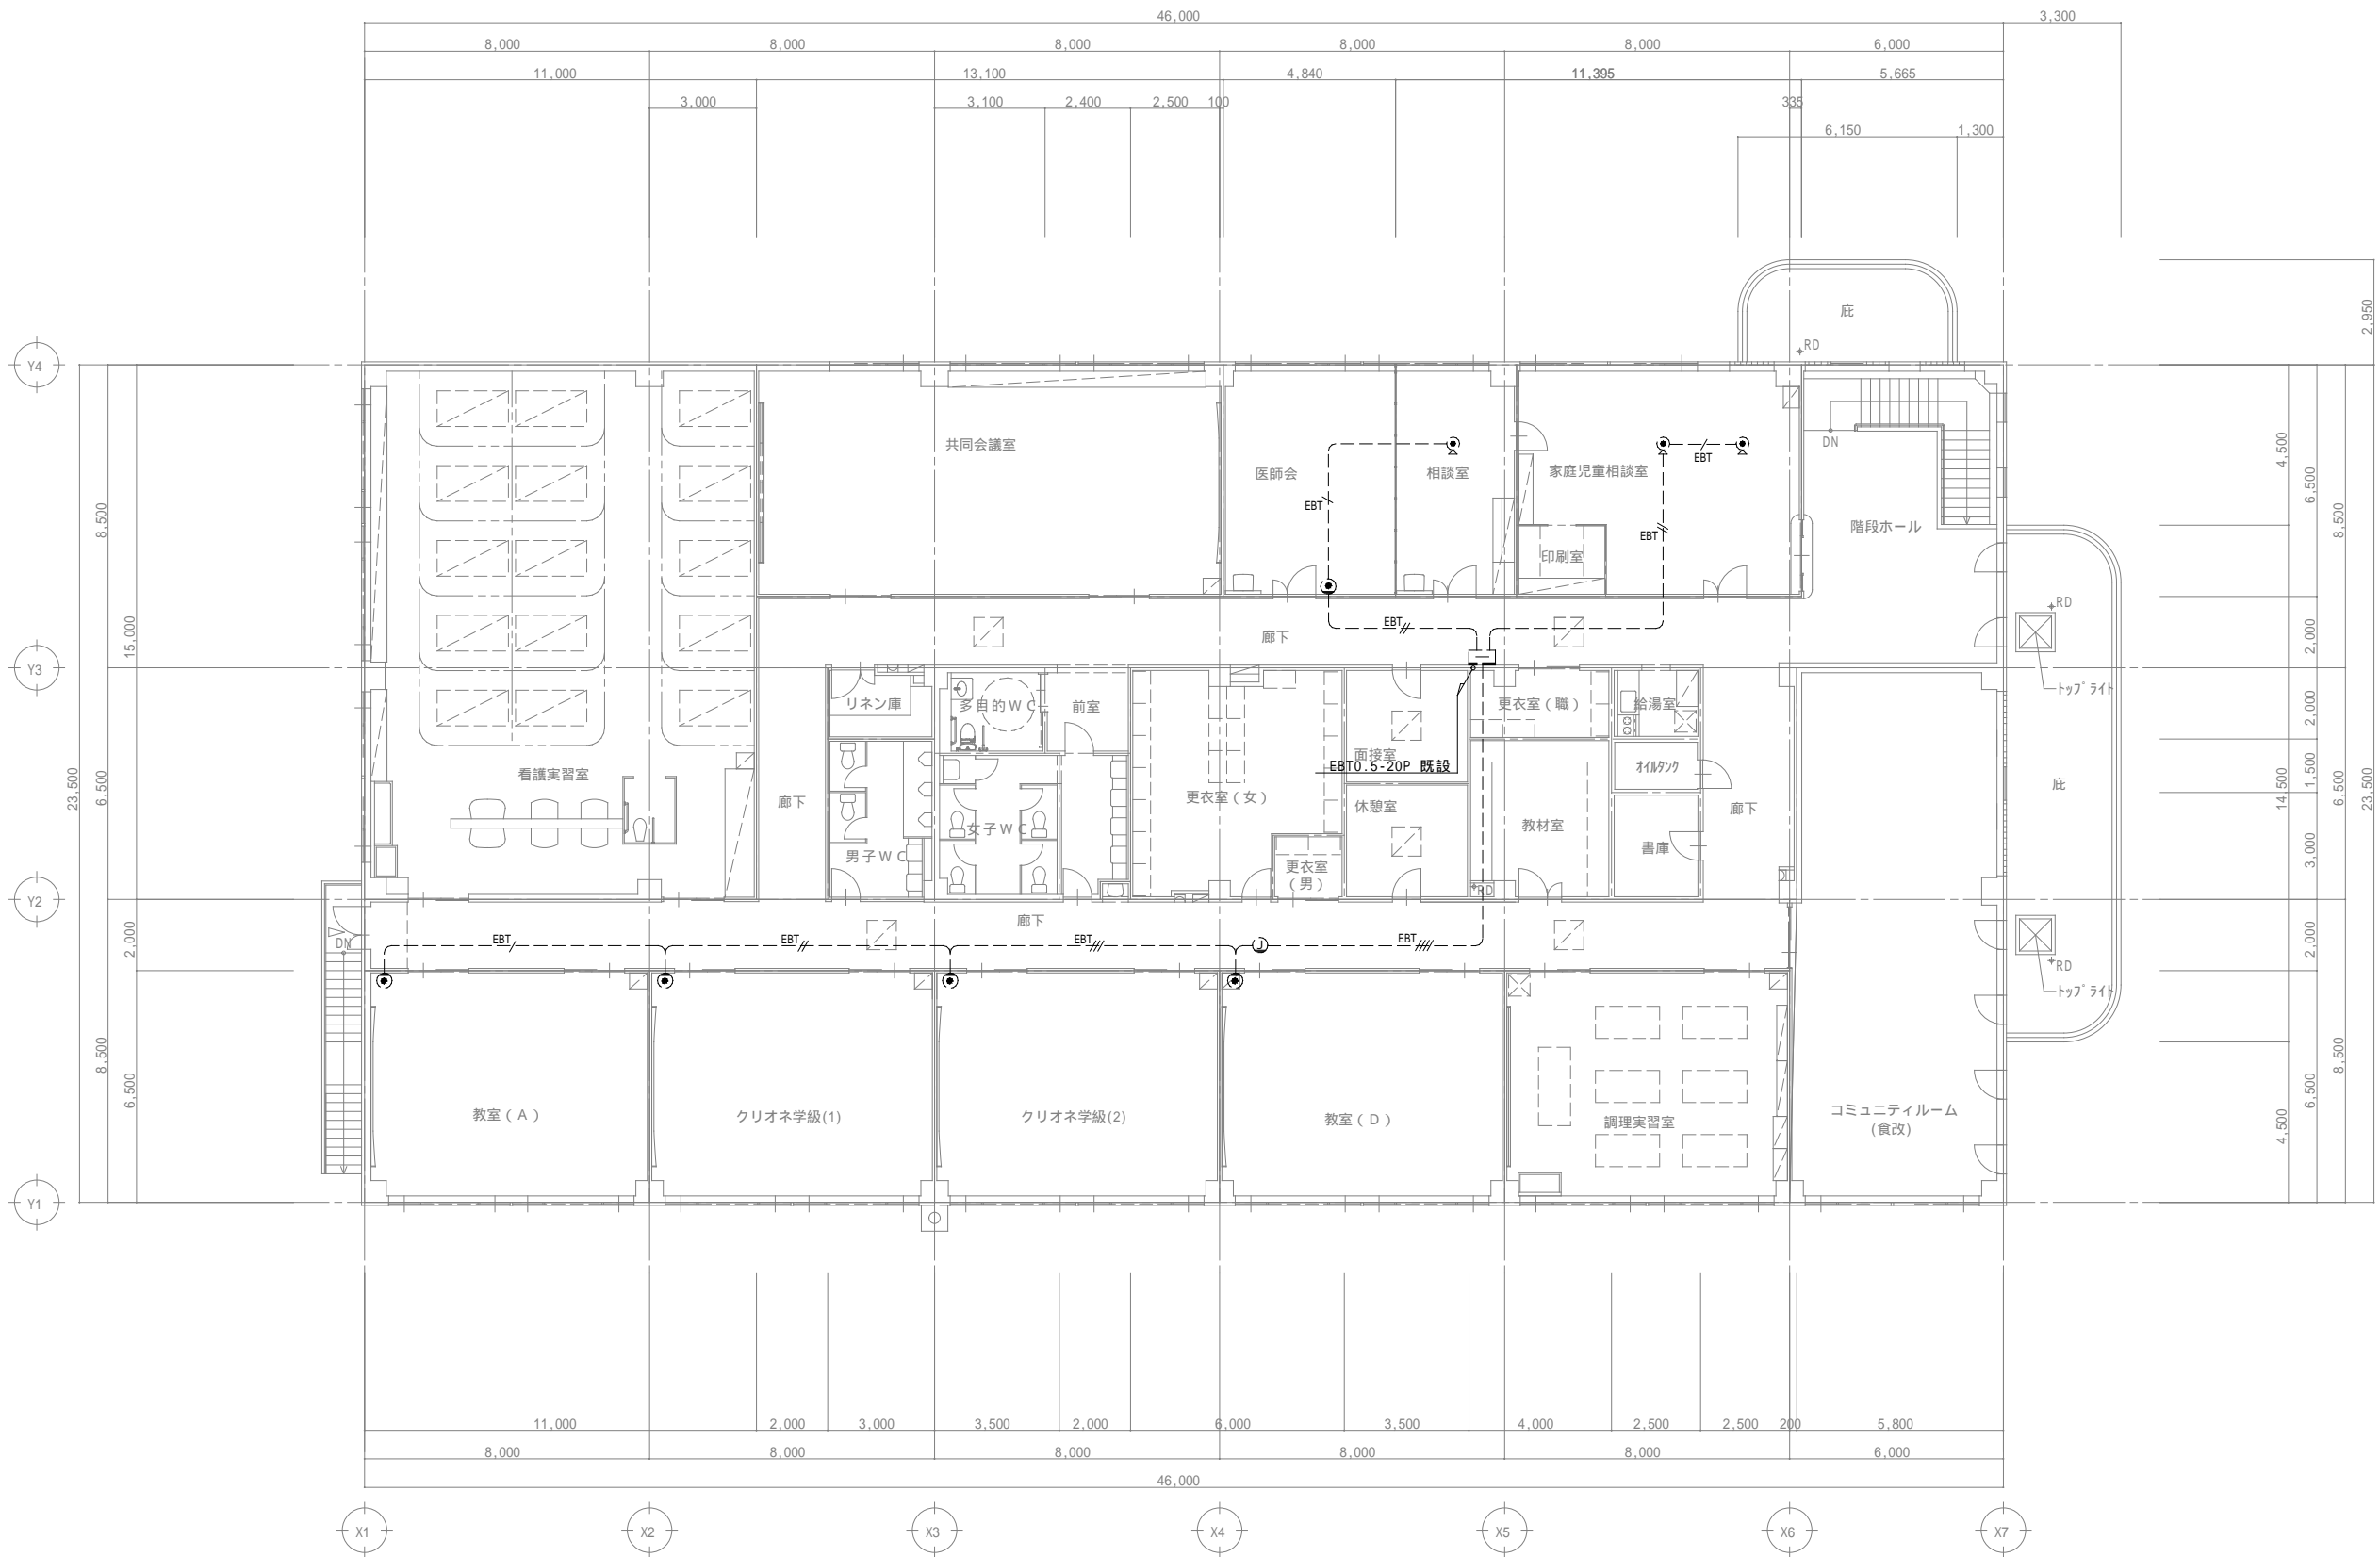 46,000
3,300
8,000
8,000
8,000
8,000
8,000
6,000
11,000
13,100
4,840
11,395
5,665
3,000
3,100
2,400
2,500
100
335
6,150
1,300
庇
RD
2,950
Y4
共同会議室
医師会
相談室
家庭児童相談室
EBT
DN
EBT
EBT
印刷室
階段ホール
4,500
6,500
8,500
8,500
15,000
EBT
廊下
RD
2,000
Y3
トップライト
リネン庫
多目的WC
前室
更衣室(職)
給湯室
2,000
面接室
EBT0.5-20P 既設
看護実習室
オイルタンク
庇
23,500
6,500
廊下
更衣室(女)
休憩室
廊下
14,500
1,500
6,500
23,500
女子WC
教材室
書庫
男子WC
更衣室
(男)
3,000
RD
Y2
廊下
DN
EBT
EBT
EBT
J
EBT
2,000
2,000
RD
トップライト
教室(A)
クリオネ学級(1)
クリオネ学級(2)
教室(D)
調理実習室
コミュニティルーム
(食改)
8,500
6,500
4,500
6,500
8,500
Y1
11,000
2,000
3,000
3,500
2,000
6,000
3,500
4,000
2,500
2,500
200
5,800
8,000
8,000
8,000
8,000
8,000
6,000
46,000
X1
X2
X3
X4
X5
X6
X7